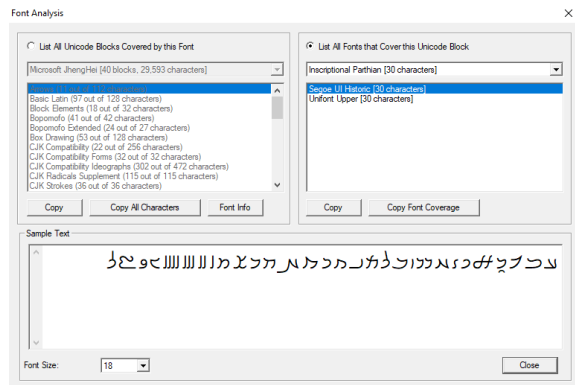 Font Analysis
List All Unicode Blocks Covered by this Font
Microsoft JhengHei [40 blocks, 29,593 characters]
Basic Latin (97 out of 128 characters)
Block Elements (18 out of 32 characters)
Bopomofo (41 out of 42 characters)
Bopomofo Extended (24 out of 27 characters)
Box Drawing (53 out of 128 characters)
CJK Compatibility (22 out of 256 characters)
CJK Compatibility Forms (32 out of 32 characters)
CJK Compatibility Ideographs (302 out of 472 characters)
CJK Radicals Supplement (115 out of 115 characters)
CJK Strokes (36 out of 36 characters)
Copy
Copy All Characters
Font Info
List All Fonts that Cover this Unicode Block
Inscriptional Parthian [30 characters]
Segoe UI Historic [30 characters]
Unifont Upper [30 characters]
Copy
Copy Font Coverage
Sample Text
𐭀𐭁𐭂𐭃𐭄𐭅𐭆𐭇𐭈𐭉𐭊𐭋𐭌𐭍𐭎𐭏𐭐𐭑𐭒𐭓𐭔𐭕𐭘𐭙𐭚𐭛𐭜𐭝𐭞𐭟
Font Size:
18
Close